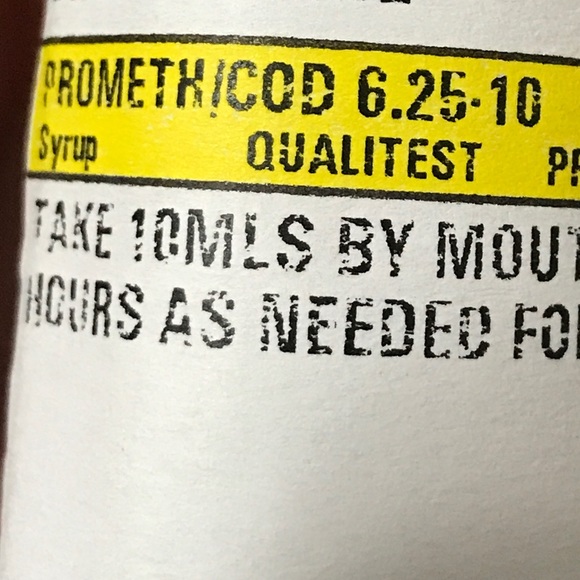 PROMETH/COD 6.25-10
Syrup QUALITEST
TAKE 10MLS BY
HOURS AS NEEDED